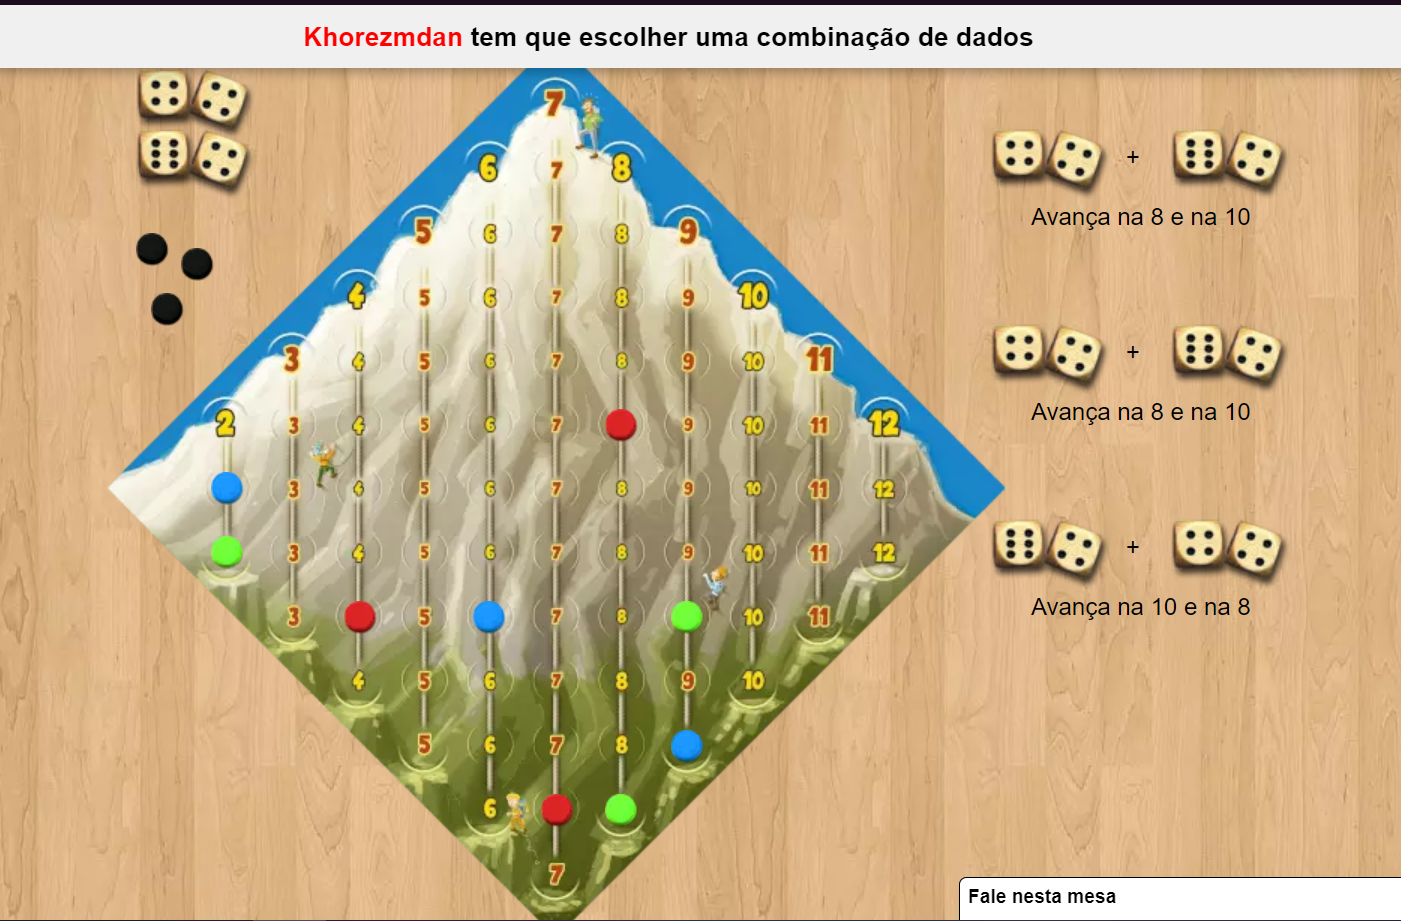 Khorezmdan tem que escolher uma combinação de dados
7
6 7 8
5 6 7 8 9
4 5 6 7 8 9 10
3 4 5 6 7 8 9 10 11
2 3 4 5 6 7 9 10 11 12
3 4 5 6 7 8 9 10 11 12
3 4 5 6 7 8 9 10 11 12
3 5 7 8 10 11
4 5 6 7 8 9 10
5 6 7 8
6
7
+
Avança na 8 e na 10
+
Avança na 8 e na 10
+
Avança na 10 e na 8
Fale nesta mesa